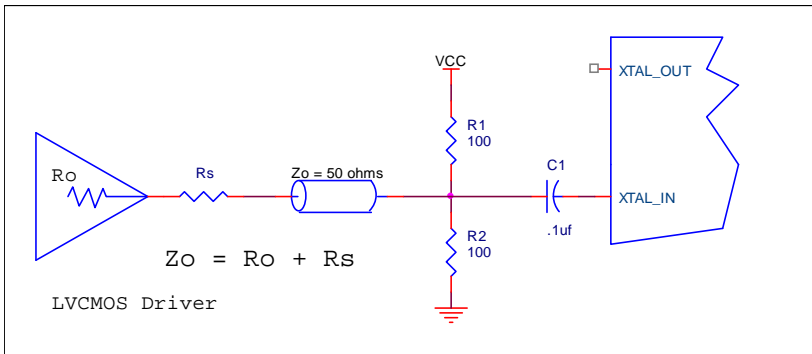 VCC
XTAL_OUT
R1
100
Ro
Rs
Zo = 50 ohms
C1
.1uf
XTAL_IN
R2
100
Zo = Ro + Rs
LVCMOS Driver